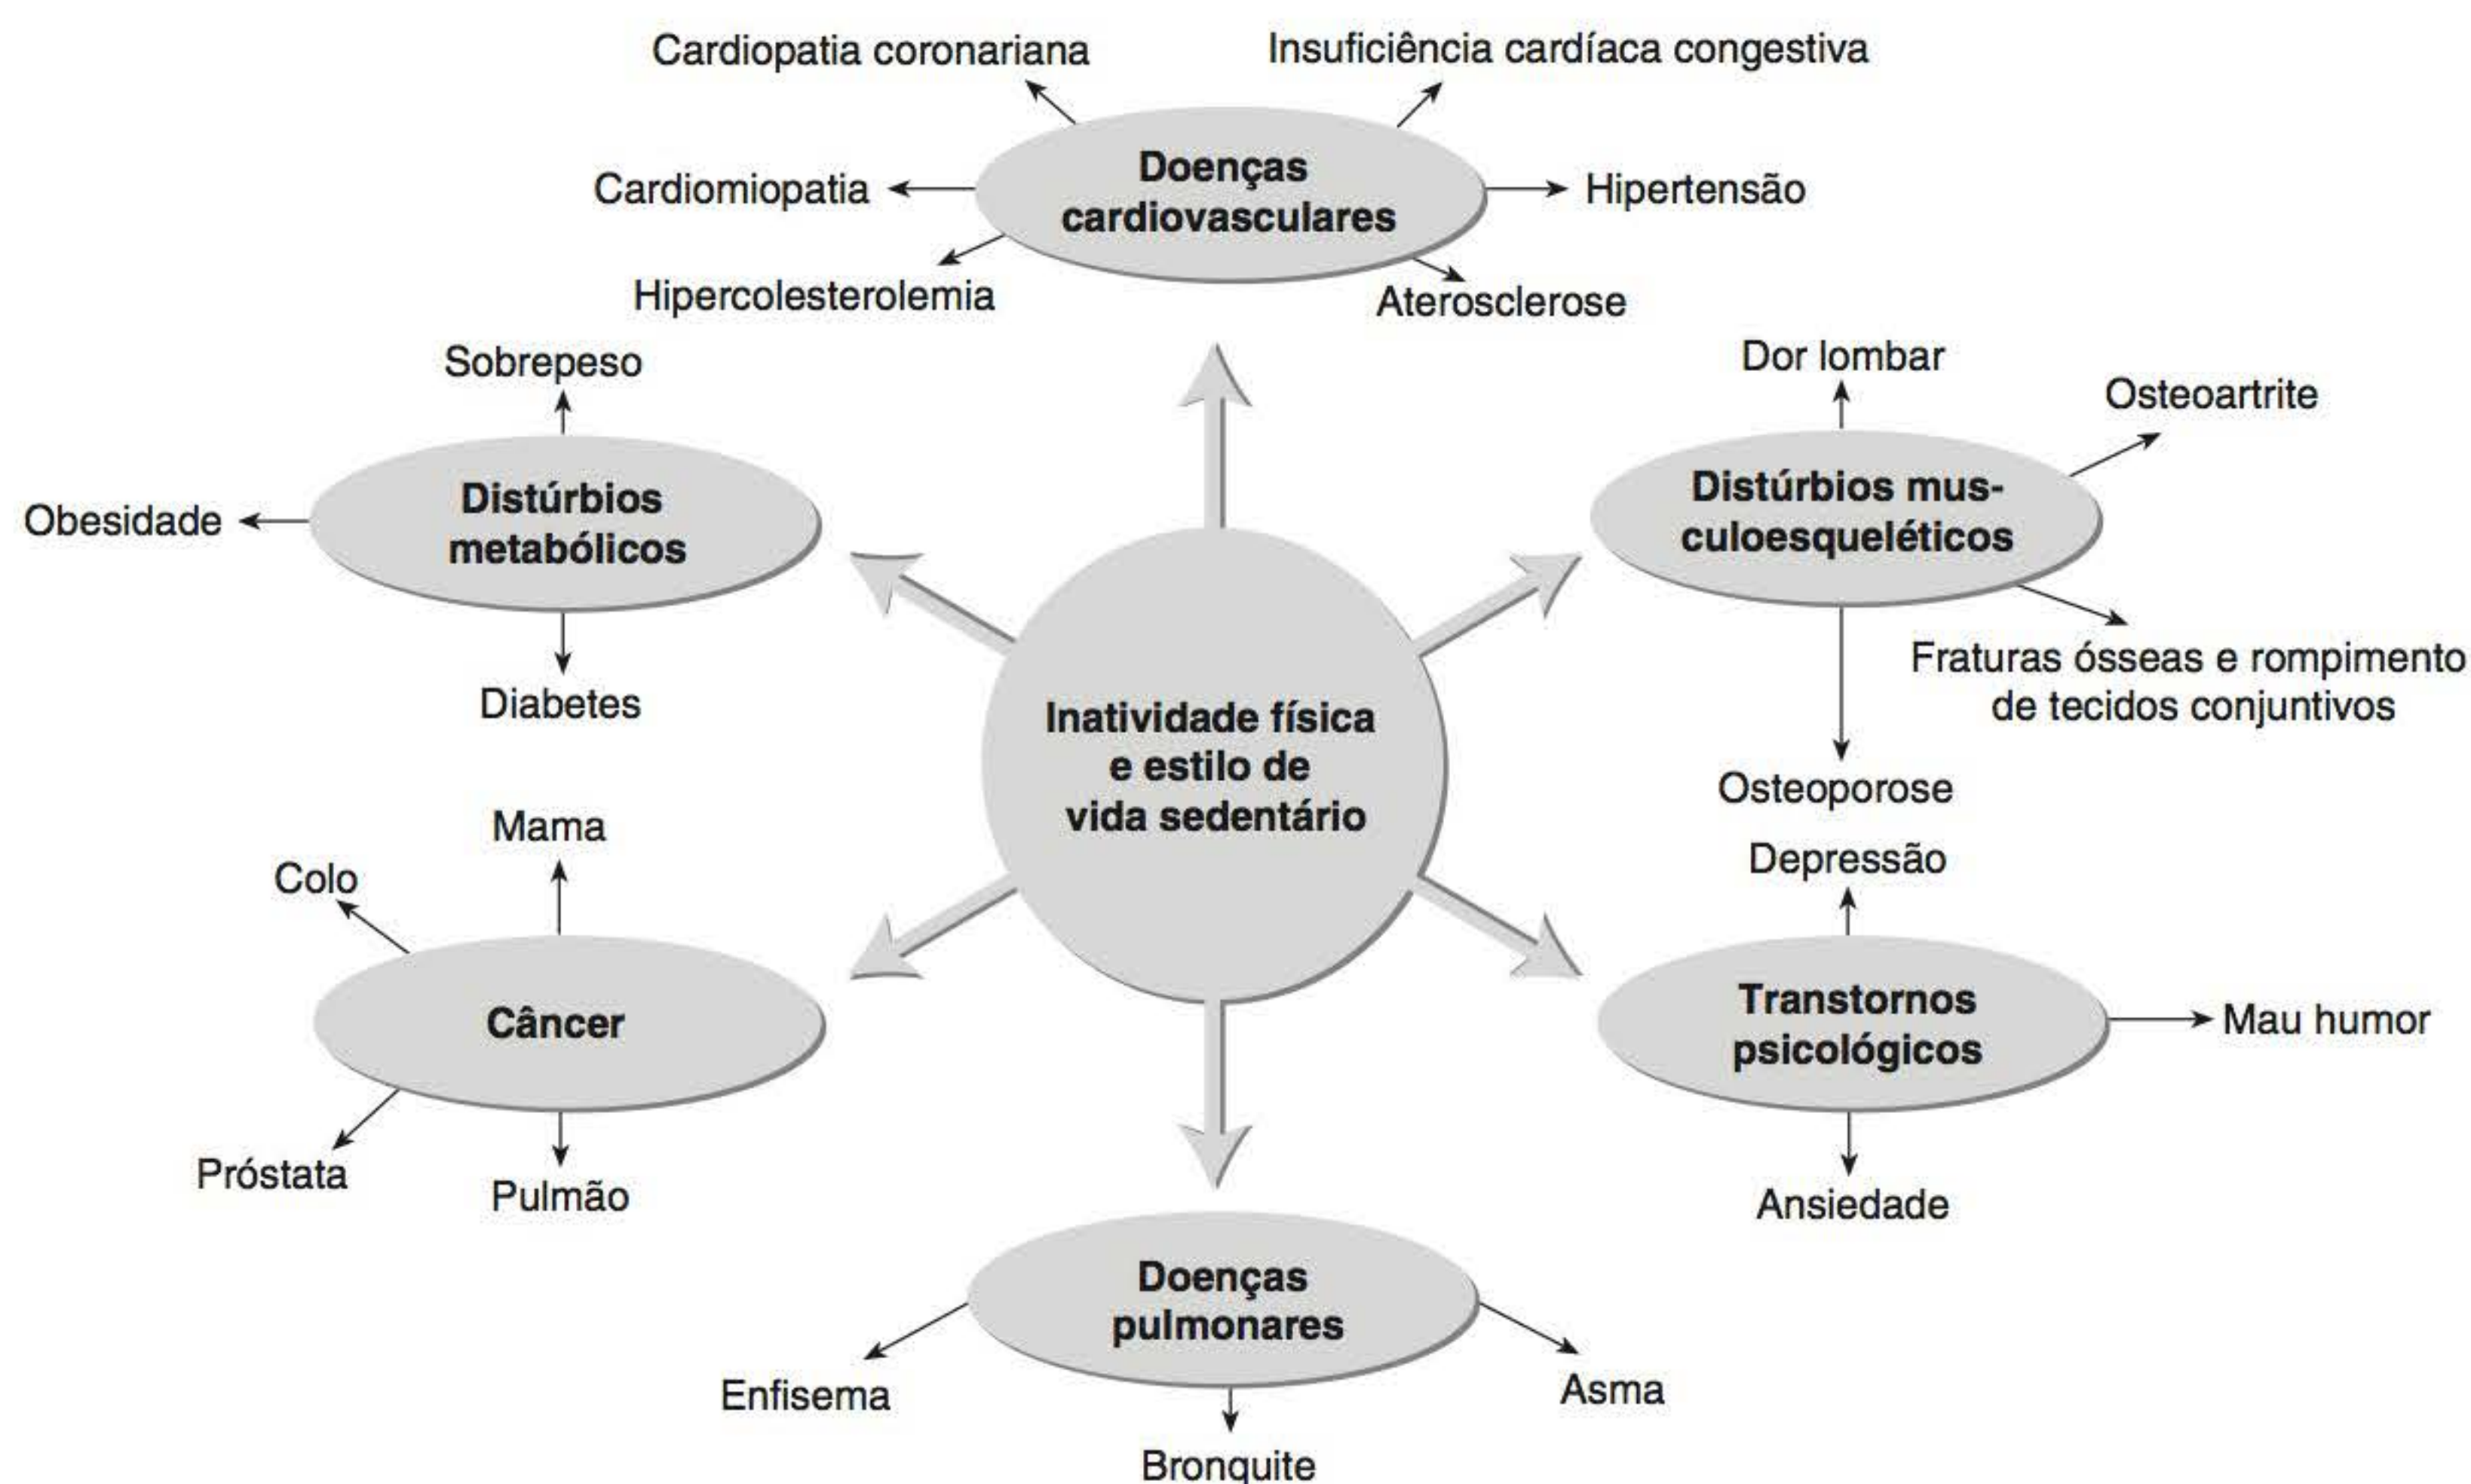 Cardiopatia coronariana
Insuficiência cardíaca congestiva
Doenças
cardiovasculares
Cardiomiopatia
Hipertensão
Hipercolesterolemia
Aterosclerose
Sobrepeso
Distúrbios
metabólicos
Obesidade
Diabetes
Dor lombar
Osteoartrite
Distúrbios mus-
culoesqueléticos
Fraturas ósseas e rompimento
de tecidos conjuntivos
Osteoporose
Inatividade física
e estilo de
vida sedentário
Mama
Colo
Câncer
Próstata
Pulmão
Depressão
Transtornos
psicológicos
Mau humor
Ansiedade
Doenças
pulmonares
Enfisema
Asma
Bronquite